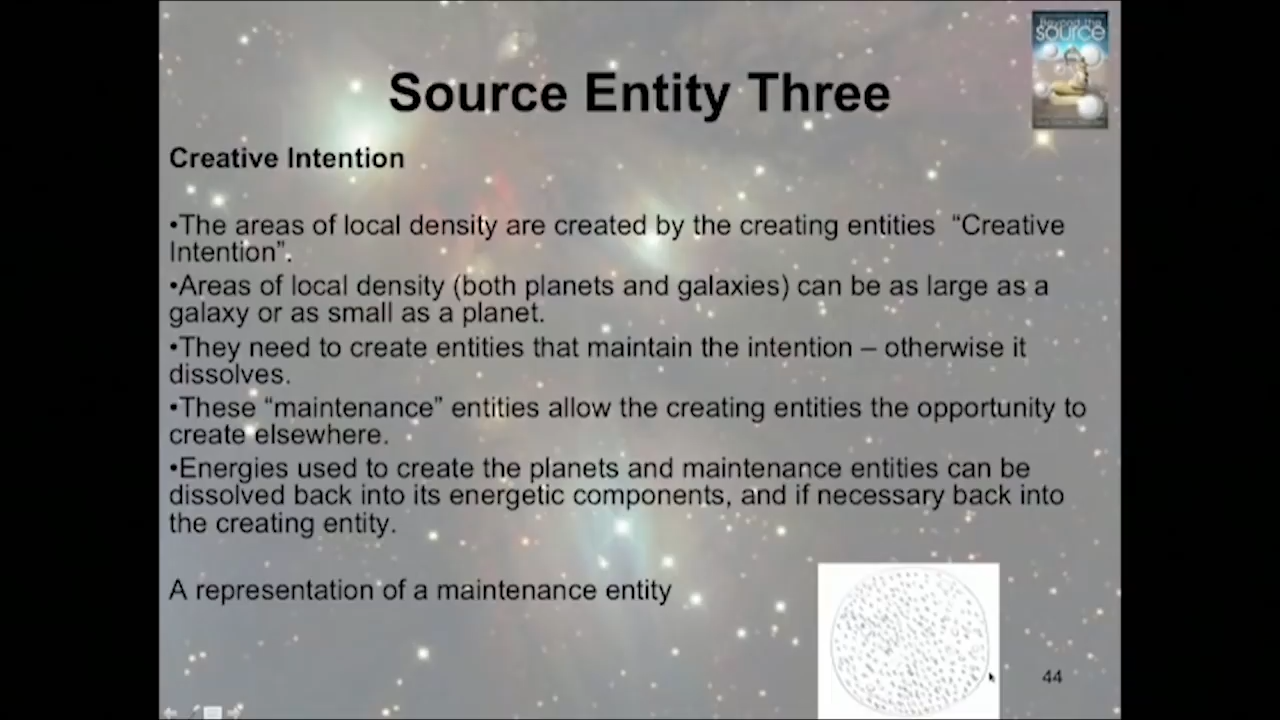 Beyond the
source
Source Entity Three
Creative Intention
•The areas of local density are created by the creating entities “Creative
Intention”.
•Areas of local density (both planets and galaxies) can be as large as a
galaxy or as small as a planet.
•They need to create entities that maintain the intention – otherwise it
dissolves.
•These “maintenance” entities allow the creating entities the opportunity to
create elsewhere.
•Energies used to create the planets and maintenance entities can be
dissolved back into its energetic components, and if necessary back into
the creating entity.
A representation of a maintenance entity
44